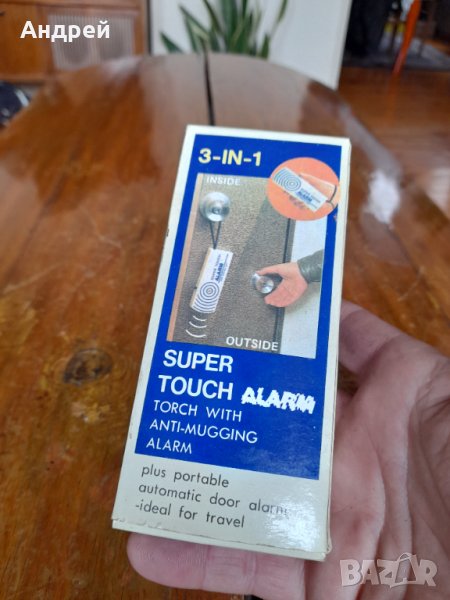 Андрей
3-IN-1
INSIDE
OUTSIDE
SUPER
TOUCH ALARM
TORCH WITH
ANTI-MUGGING
ALARM
plus portable
automatic door alarm
-ideal for travel
BAZAR